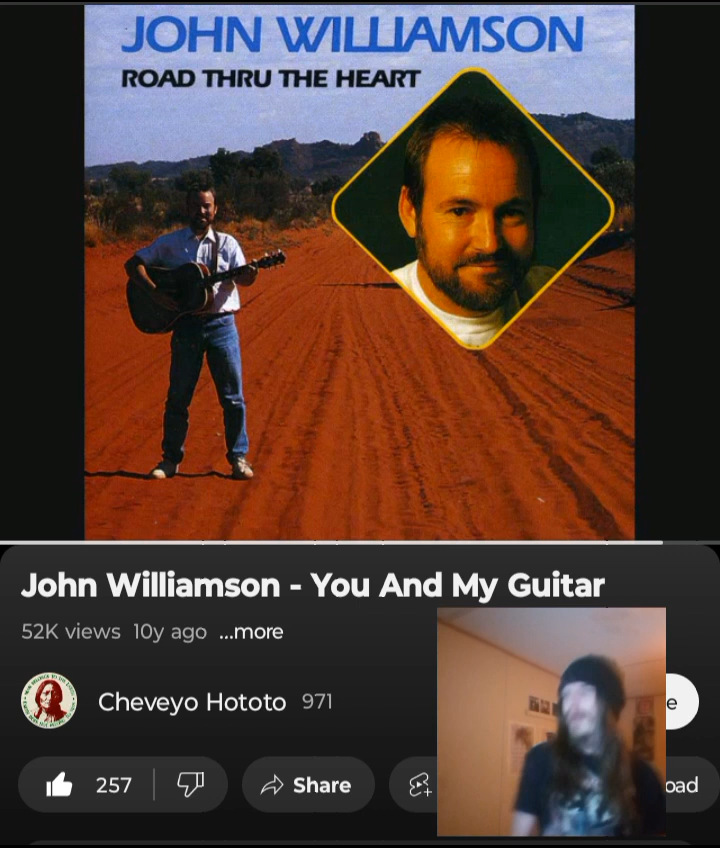 JOHN WILLIAMSON
ROAD THRU THE HEART
John Williamson - You And My Guitar
52K views 10y ago ...more
Cheveyo Hototo 971
e
257 Share oad